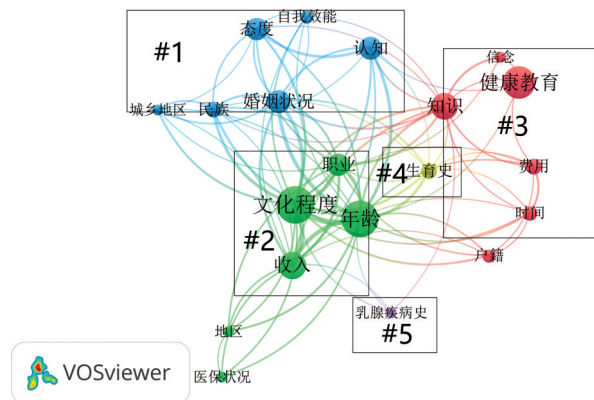 自我效能
态度
#1
认知
信念
健康教育
城乡地区
民族
婚姻状况
知识
#3
职业
#4
生育史
费用
文化程度
年龄
时间
#2
收入
户籍
乳腺疾病史
#5
地区
医保状况
VOSviewer